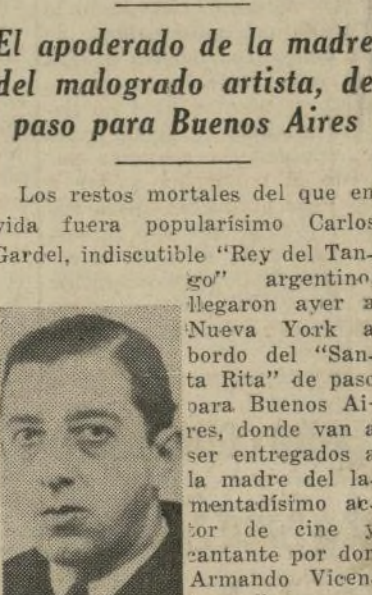 El apoderado de la madre
del malogrado artista, de
paso para Buenos Aires
Los restos mortales del que en
vida fuera popularísimo Carlos
Gardel, indiscutible "Rey del Tan-
go" argentino,
llegaron ayer a
Nueva York a
bordo del "San-
ta Rita" de paso
para Buenos Ai-
res, donde van a
ser entregados a
la madre del la-
mentadísimo ac-
tor de cine y
cantante por don
Armando Vicen